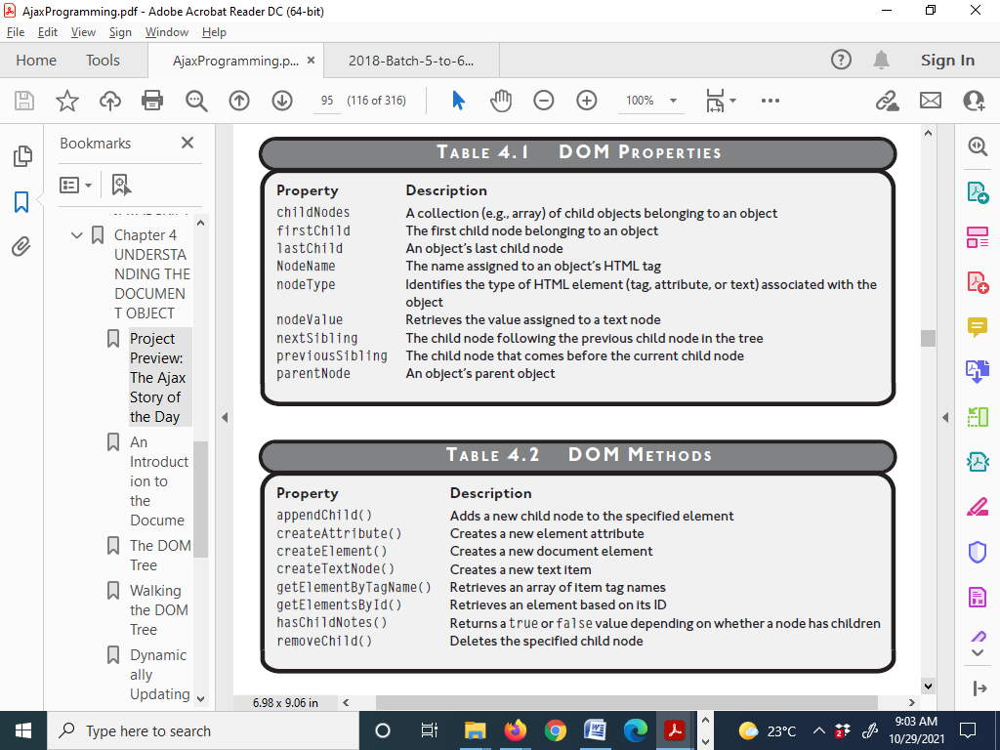 AjaxProgramming.pdf - Adobe Acrobat Reader DC (64-bit)
File Edit View Sign Window Help
Home Tools AjaxProgramming.p... × 2018-Batch-5-to-6... Sign In
95 (116 of 316) 100%
Bookmarks
Chapter 4
UNDERSTA
NDING THE
DOCUMEN
T OBJECT
Project
Preview:
The Ajax
Story of
the Day
An
Introduct
ion to
the
Docume
The DOM
Tree
Walking
the DOM
Tree
Dynamic
ally
Updating
TABLE 4.1 DOM PROPERTIES
Property Description
childNodes A collection (e.g., array) of child objects belonging to an object
firstChild The first child node belonging to an object
lastChild An object's last child node
NodeName The name assigned to an object's HTML tag
nodeType Identifies the type of HTML element (tag, attribute, or text) associated with the
object
nodeValue Retrieves the value assigned to a text node
nextSibling The child node following the previous child node in the tree
previousSibling The child node that comes before the current child node
parentNode An object's parent object
TABLE 4.2 DOM METHODS
Property Description
appendChild() Adds a new child node to the specified element
createAttribute() Creates a new element attribute
createElement() Creates a new document element
createTextNode() Creates a new text item
getElementByTagName() Retrieves an array of item tag names
getElementsById() Retrieves an element based on its ID
hasChildNotes() Returns a true or false value depending on whether a node has children
removeChild() Deletes the specified child node
6.98 x 9.06 in
Type here to search
23°C
9:03 AM
10/29/2021